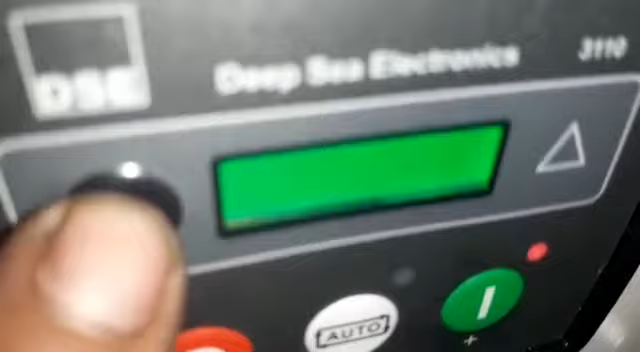 DSE
Deep Sea Electronics
3110
AUTO
I
+